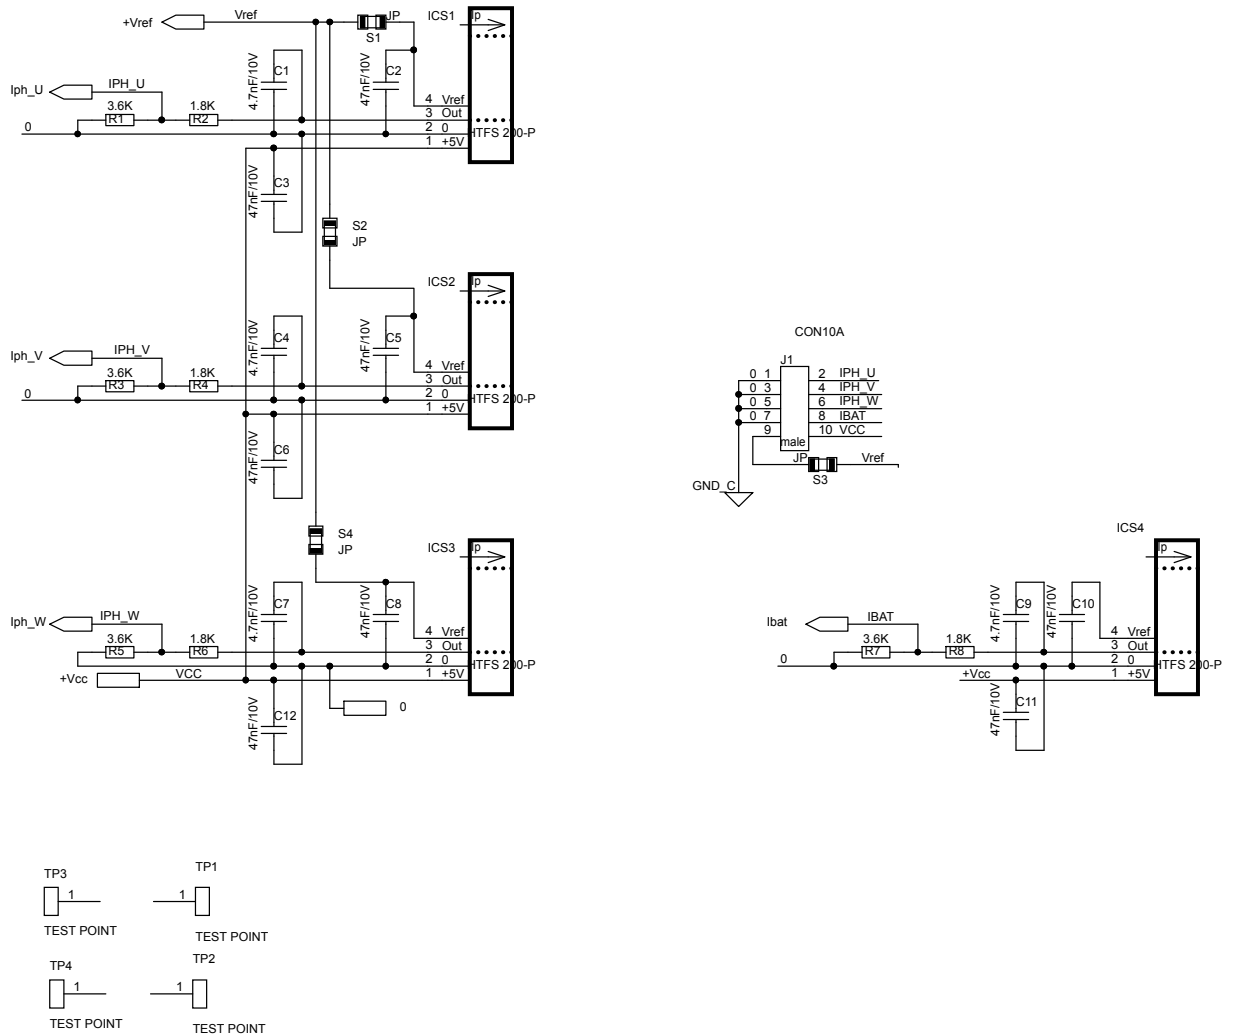 +Vref Vref JP ICS1 Ip
S1
C1 4.7nF/10V C2 47nF/10V
Iph_U IPH_U
4 Vref
3.6K 1.8K 3 Out
0 R1 R2 2 0 HTFS 200-P
1 +5V
C3 47nF/10V
S2
JP
ICS2 Ip
C4 4.7nF/10V C5 47nF/10V
Iph_V IPH_V
4 Vref
3.6K 1.8K 3 Out
0 R3 R4 2 0 HTFS 200-P
1 +5V
C6 47nF/10V
CON10A
J1
0 1 2 IPH_U
0 3 4 IPH_V
0 5 6 IPH_W
0 7 8 IBAT
9 10 VCC
male
JP Vref
S3
GND_C
S4
JP
ICS3 Ip
C7 4.7nF/10V C8 47nF/10V
Iph_W IPH_W
4 Vref
3.6K 1.8K 3 Out
R5 R6 2 0 HTFS 200-P
+Vcc VCC 1 +5V
C12 47nF/10V 0
ICS4
Ip
C9 4.7nF/10V C10 47nF/10V
Ibat IBAT
4 Vref
3.6K 1.8K 3 Out
0 R7 R8 2 0 HTFS 200-P
+Vcc 1 +5V
C11 47nF/10V
TP3 TP1
1 1
TEST POINT TEST POINT
TP4 TP2
1 1
TEST POINT TEST POINT